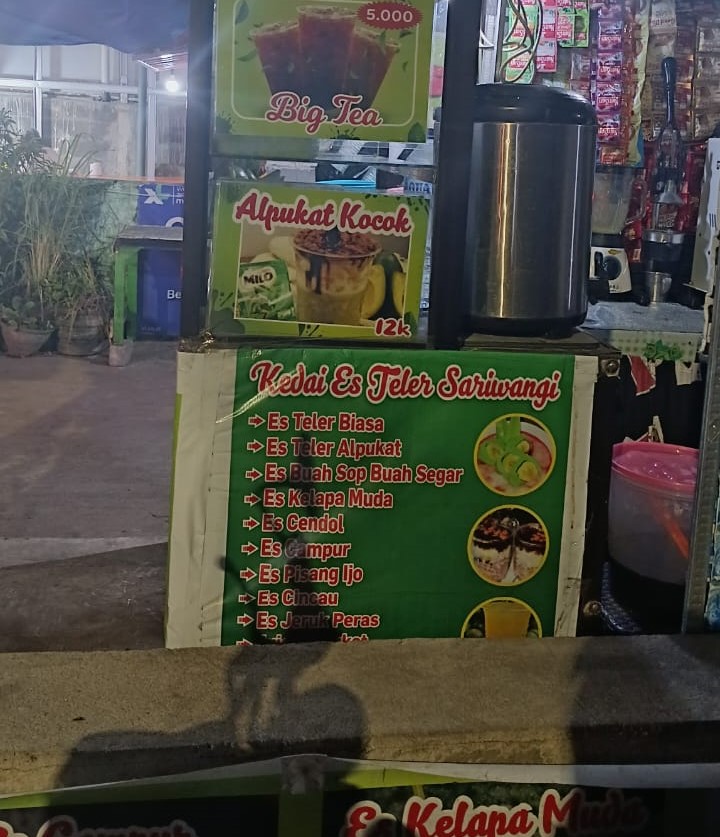 5.000
Big Tea
Alpukat Kocok
MILO
12k
Be
Kedai Es Teler Sariwangi
➩ Es Teler Biasa
➩ Es Teler Alpukat
➩ Es Buah Sop Buah Segar
➩ Es Kelapa Muda
➩ Es Cendol
➩ Es Campur
➩ Es Pisang Ijo
➩ Es Cincau
➩ Es Jeruk Peras
Es Kelapa Muda